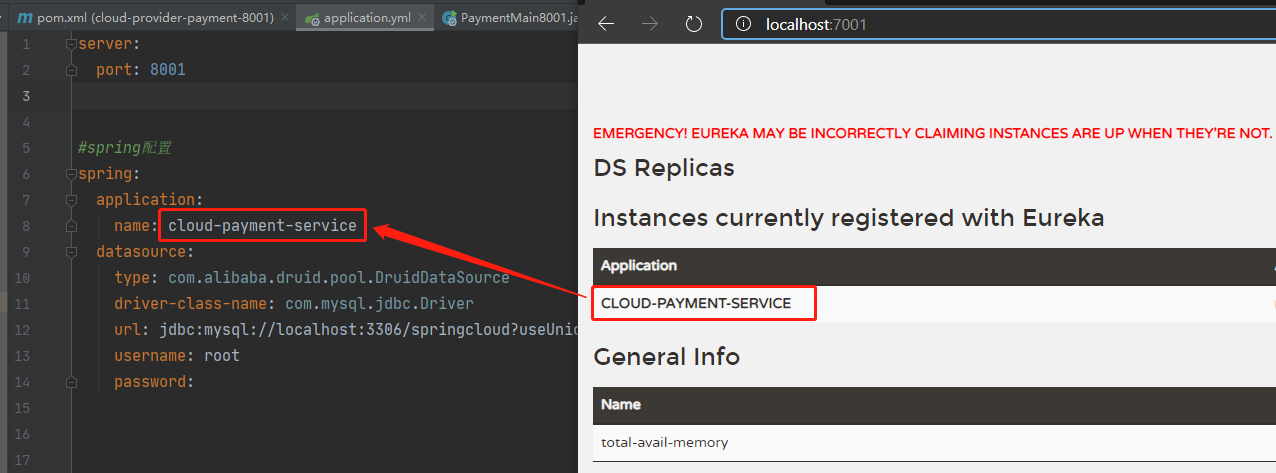 pom.xml (cloud-provider-payment-8001)
application.yml
PaymentMain8001.ja
1 server:
2 port: 8001
3
4
5 #spring配置
6 spring:
7 application:
8 name: cloud-payment-service
9 datasource:
10 type: com.alibaba.druid.pool.DruidDataSource
11 driver-class-name: com.mysql.jdbc.Driver
12 url: jdbc:mysql://localhost:3306/springcloud?useUnic
13 username: root
14 password:
15
16
17
localhost:7001
EMERGENCY! EUREKA MAY BE INCORRECTLY CLAIMING INSTANCES ARE UP WHEN THEY'RE NOT.
DS Replicas
Instances currently registered with Eureka
Application
CLOUD-PAYMENT-SERVICE
General Info
Name
total-avail-memory